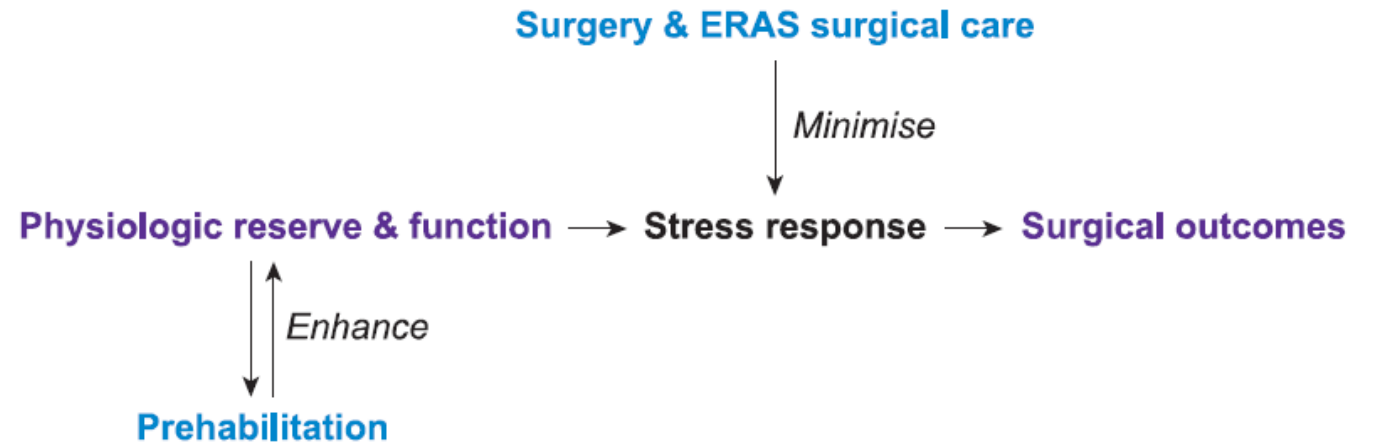 Surgery & ERAS surgical care
Minimise
Physiologic reserve & function
Stress response
Surgical outcomes
Enhance
Prehabilitation